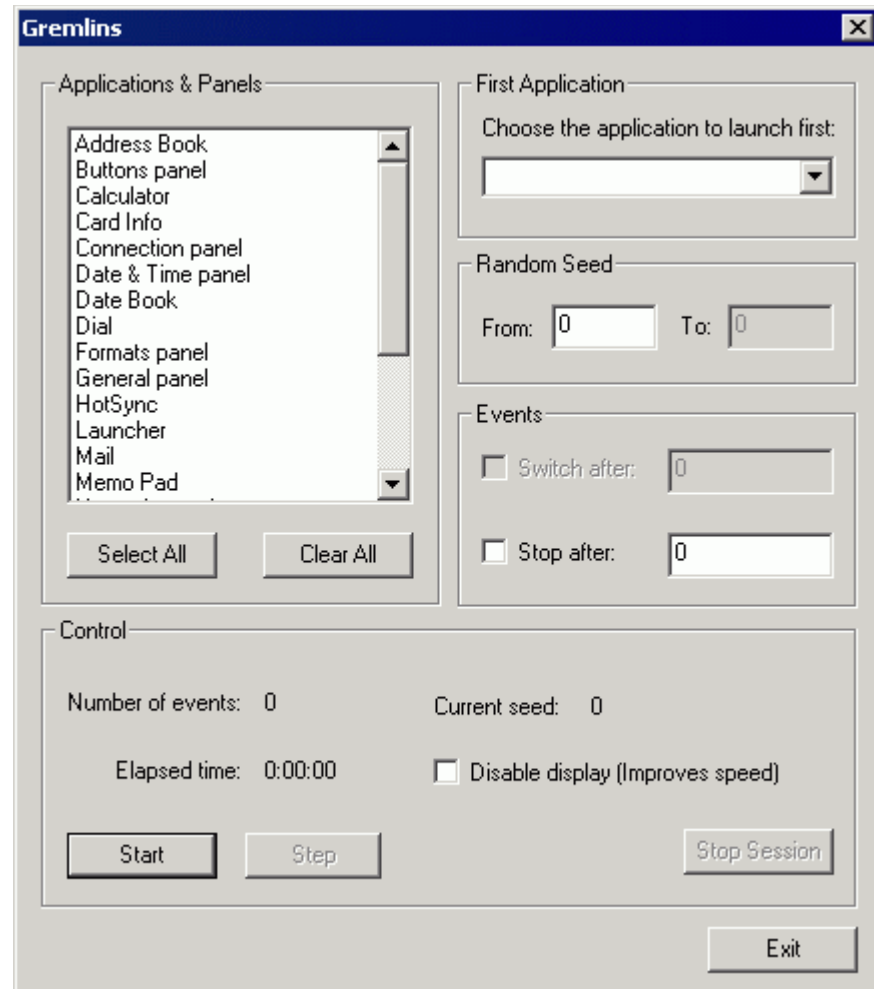 Gremlins
Applications & Panels
Address Book
Buttons panel
Calculator
Card Info
Connection panel
Date & Time panel
Date Book
Dial
Formats panel
General panel
HotSync
Launcher
Mail
Memo Pad
Select All
Clear All
First Application
Choose the application to launch first:
Random Seed
From: 0 To: 0
Events
Switch after: 0
Stop after: 0
Control
Number of events: 0
Current seed: 0
Elapsed time: 0:00:00
Disable display (Improves speed)
Start
Step
Stop Session
Exit